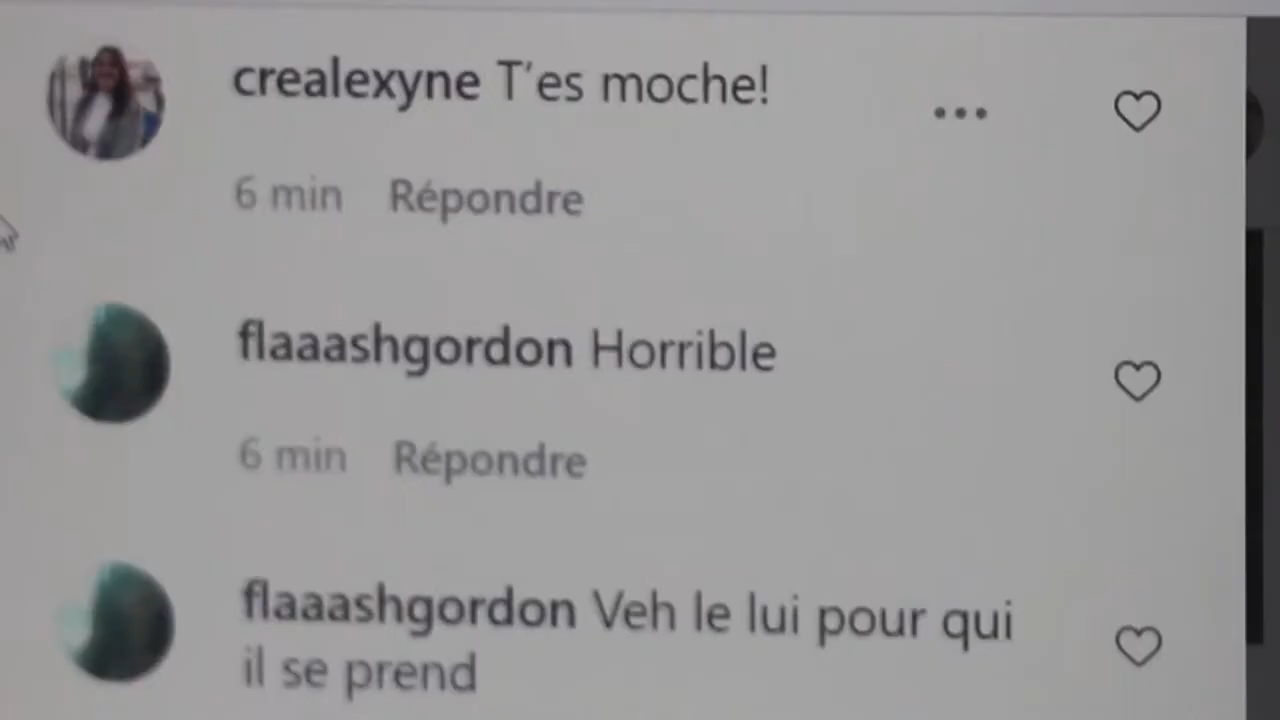 crealexyne T'es moche!
6 min Répondre
flaaashgordon Horrible
6 min Répondre
flaaashgordon Veh le lui pour qui
il se prend